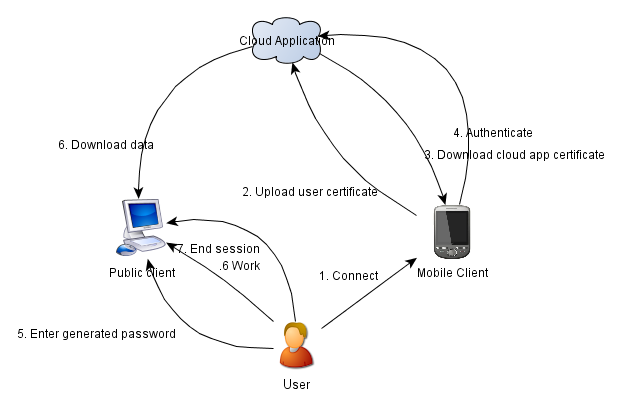 Cloud Application
4. Authenticate
6. Download data
3. Download cloud app certificate
2. Upload user certificate
7. End session
.6 Work
Public client
1. Connect
Mobile Client
5. Enter generated password
User